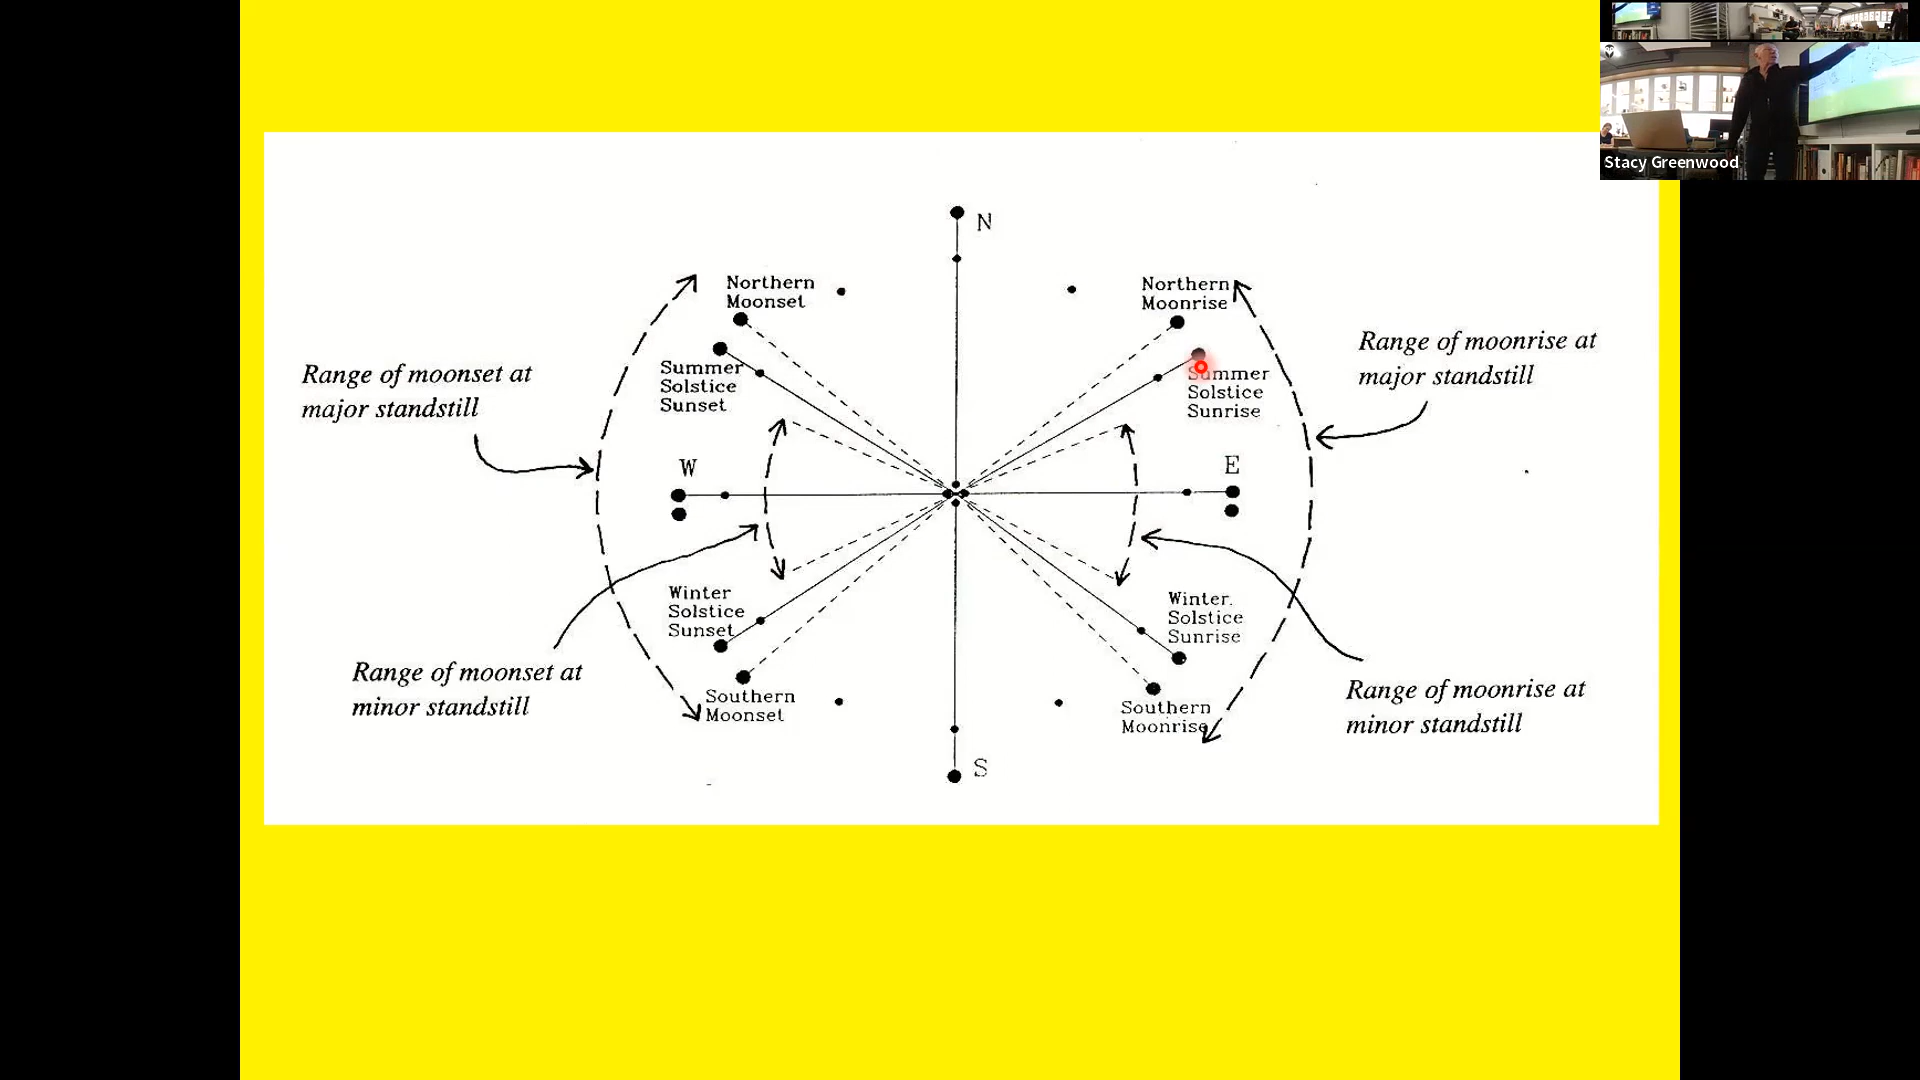 Stacy Greenwood
N
Northern
Moonset
Northern
Moonrise
Range of moonrise at
major standstill
Range of moonset at
major standstill
Summer
Solstice
Sunset
Summer
Solstice
Sunrise
W
E
Winter
Solstice
Sunset
Winter.
Solstice
Sunrise
Range of moonset at
minor standstill
Southern
Moonset
Southern
Moonrise
Range of moonrise at
minor standstill
S